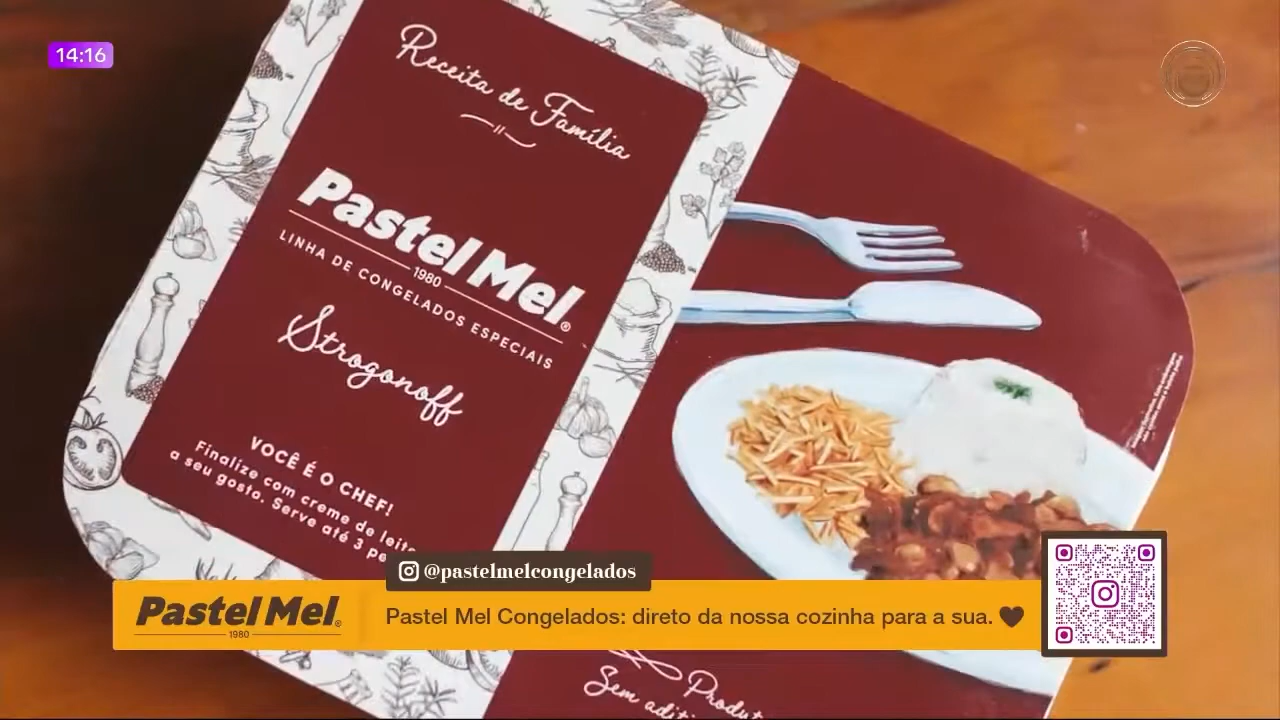 14:16
Receita de Família
Pastel Mel®
1980
LINHA DE CONGELADOS ESPECIAIS
Strogonoff
VOCÊ É O CHEF!
Finalize com creme de leite
a seu gosto. Serve até 3
@pastelmelcongelados
Pastel Mel®
1980
Pastel Mel Congelados: direto da nossa cozinha para a sua. 🖤
Sem